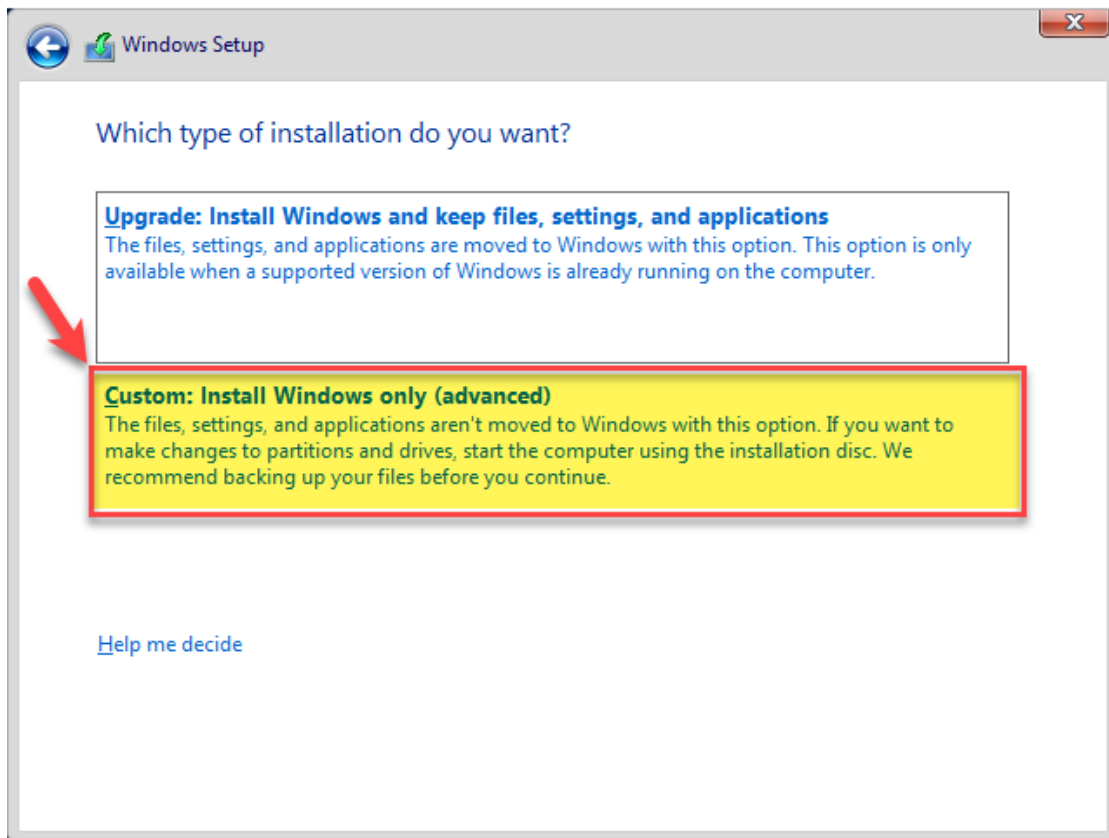 Windows Setup
Which type of installation do you want?
Upgrade: Install Windows and keep files, settings, and applications
The files, settings, and applications are moved to Windows with this option. This option is only
available when a supported version of Windows is already running on the computer.
Custom: Install Windows only (advanced)
The files, settings, and applications aren't moved to Windows with this option. If you want to
make changes to partitions and drives, start the computer using the installation disc. We
recommend backing up your files before you continue.
Help me decide